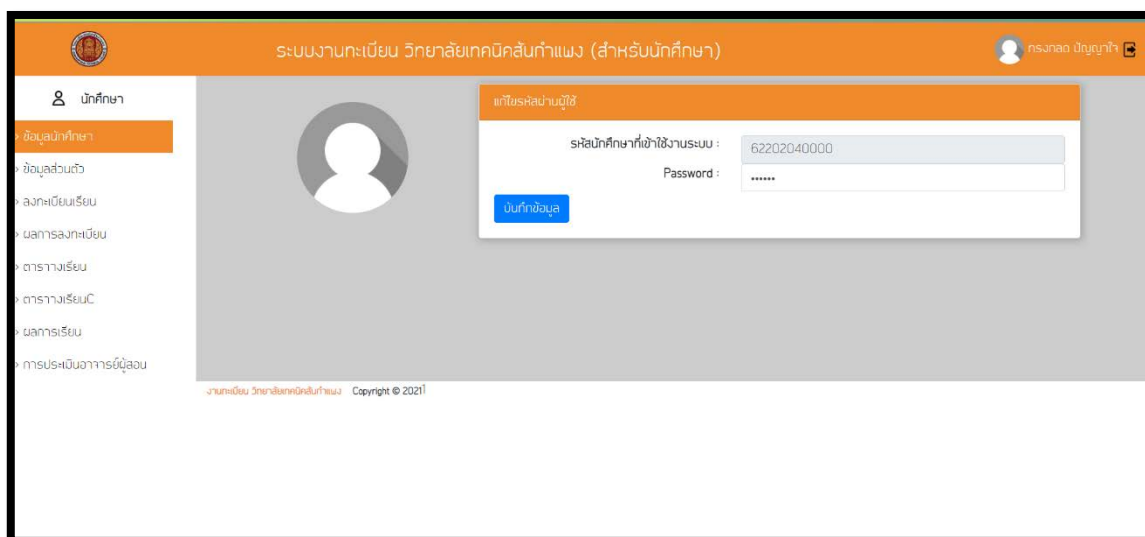 ระบบงานทะเบียน วิทยาลัยเทคนิคสันกำแพง (สำหรับนักศึกษา)
ทรงกลด ปัญญาใจ
นักศึกษา
ข้อมูลนักศึกษา
ข้อมูลส่วนตัว
ลงทะเบียนเรียน
ผลการลงทะเบียน
ตารางเรียน
ตารางเรียนC
ผลการเรียน
การประเมินอาจารย์ผู้สอน
แก้ไขรหัสผ่านผู้ใช้
รหัสนักศึกษาที่เข้าใช้งานระบบ : 62202040000
Password : ••••••
บันทึกข้อมูล
งานทะเบียน วิทยาลัยเทคนิคสันกำแพง Copyright © 2021